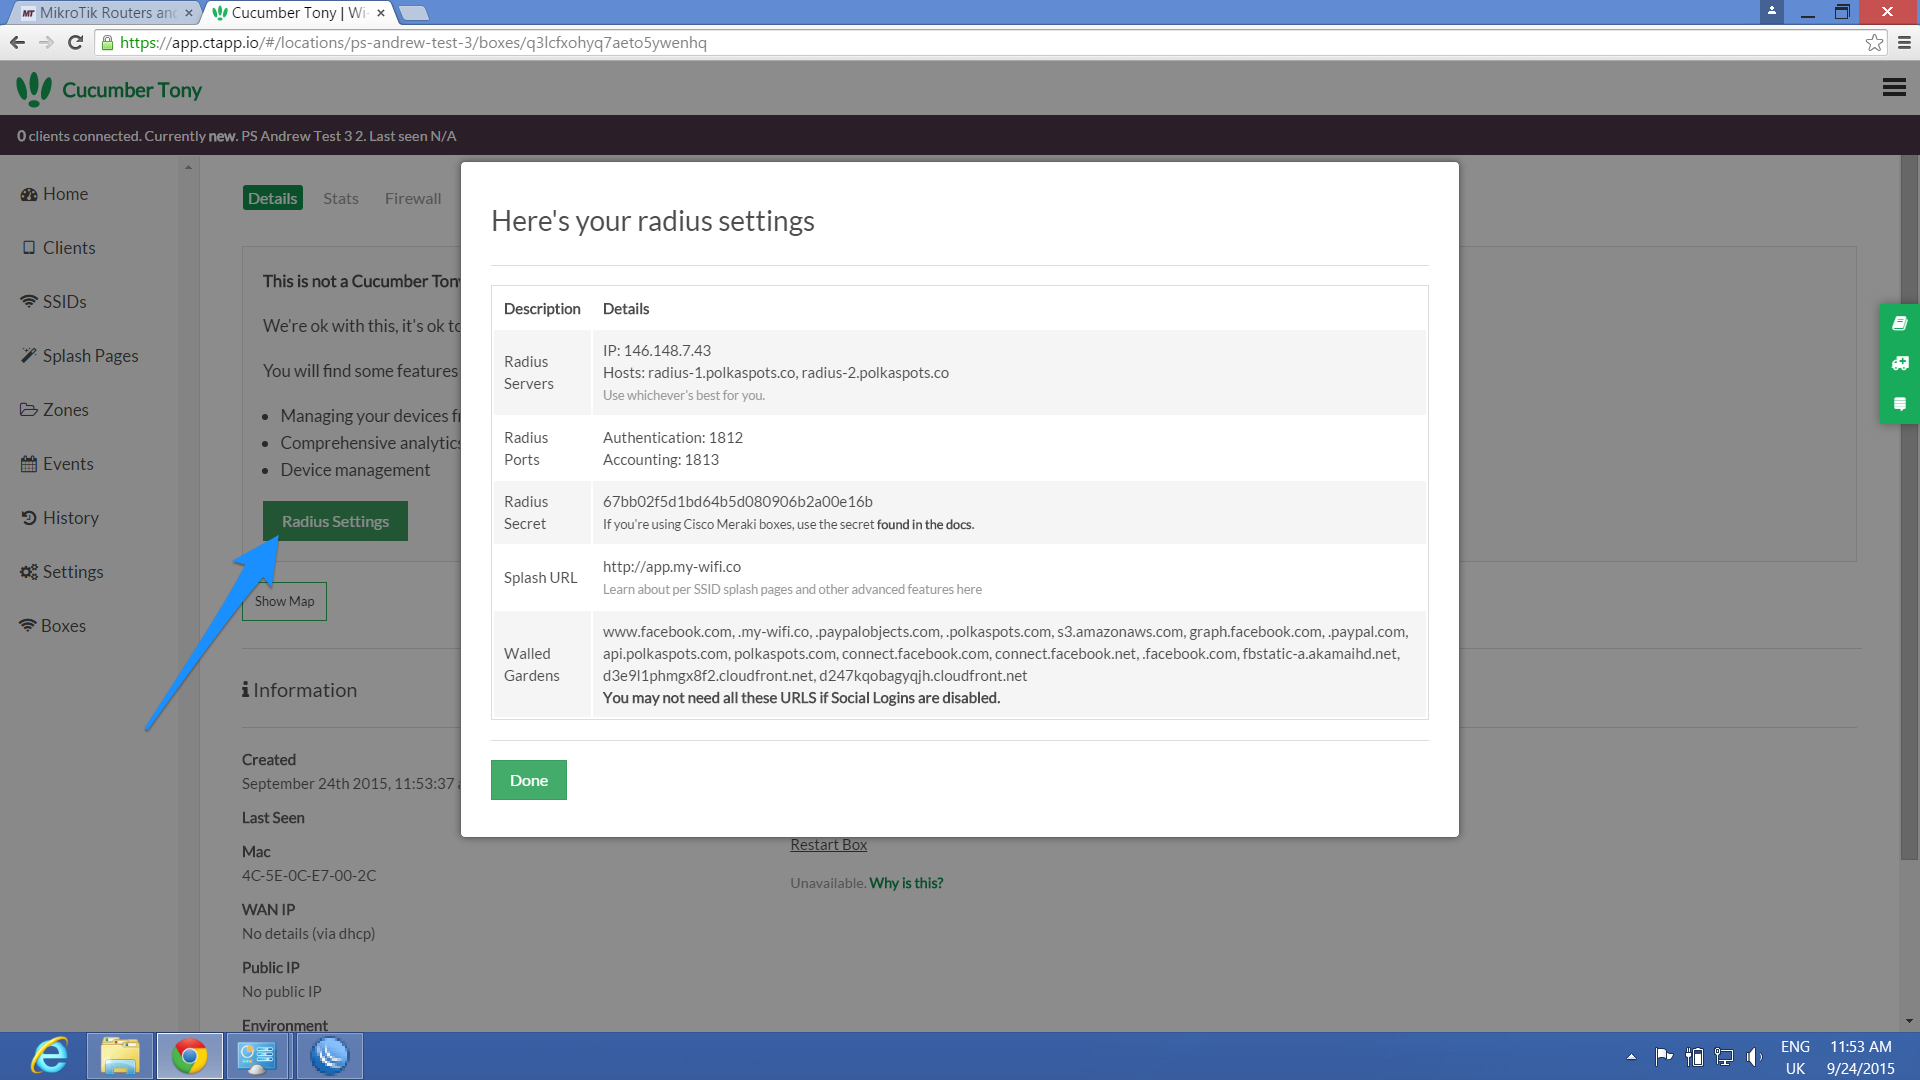 MikroTik Routers and
Cucumber Tony | Wi-
https://app.ctapp.io/#/locations/ps-andrew-test-3/boxes/q3lcfxohyq7aeto5ywenhq
Cucumber Tony
0 clients connected. Currently new. PS Andrew Test 3 2. Last seen N/A
Home
Clients
SSIDs
Splash Pages
Zones
Events
History
Settings
Boxes
Details Stats Firewall
This is not a Cucumber Ton
We're ok with this, it's ok to
You will find some features
Managing your devices f
Comprehensive analytics
Device management
Radius Settings
Show Map
Information
Created
September 24th 2015, 11:53:37 a
Last Seen
Mac
4C-5E-0C-E7-00-2C
WAN IP
No details (via dhcp)
Public IP
No public IP
Environment
Here's your radius settings
Description Details
Radius Servers
IP: 146.148.7.43
Hosts: radius-1.polkaspots.co, radius-2.polkaspots.co
Use whichever's best for you.
Radius Ports
Authentication: 1812
Accounting: 1813
Radius Secret
67bb02f5d1bd64b5d080906b2a00e16b
If you're using Cisco Meraki boxes, use the secret found in the docs.
Splash URL
http://app.my-wifi.co
Learn about per SSID splash pages and other advanced features here
Walled Gardens
www.facebook.com, .my-wifi.co, .paypalobjects.com, .polkaspots.com, s3.amazonaws.com, graph.facebook.com, .paypal.com,
api.polkaspots.com, polkaspots.com, connect.facebook.com, connect.facebook.net, .facebook.com, fbstatic-a.akamaihd.net,
d3e9l1phmgx8f2.cloudfront.net, d247kqobagyqjh.cloudfront.net
You may not need all these URLS if Social Logins are disabled.
Done
Restart Box
Unavailable. Why is this?
ENG
UK
11:53 AM
9/24/2015